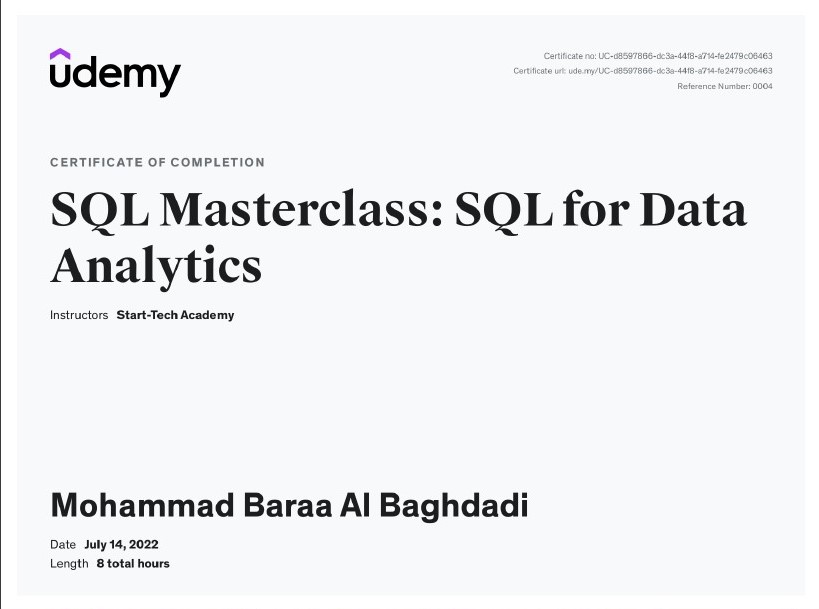 udemy
Certificate no: UC-d8597866-dc3a-44f8-a714-fe2479c06463
Certificate url: ude.my/UC-d8597866-dc3a-44f8-a714-fe2479c06463
Reference Number: 0004
CERTIFICATE OF COMPLETION
SQL Masterclass: SQL for Data
Analytics
Instructors Start-Tech Academy
Mohammad Baraa Al Baghdadi
Date July 14, 2022
Length 8 total hours